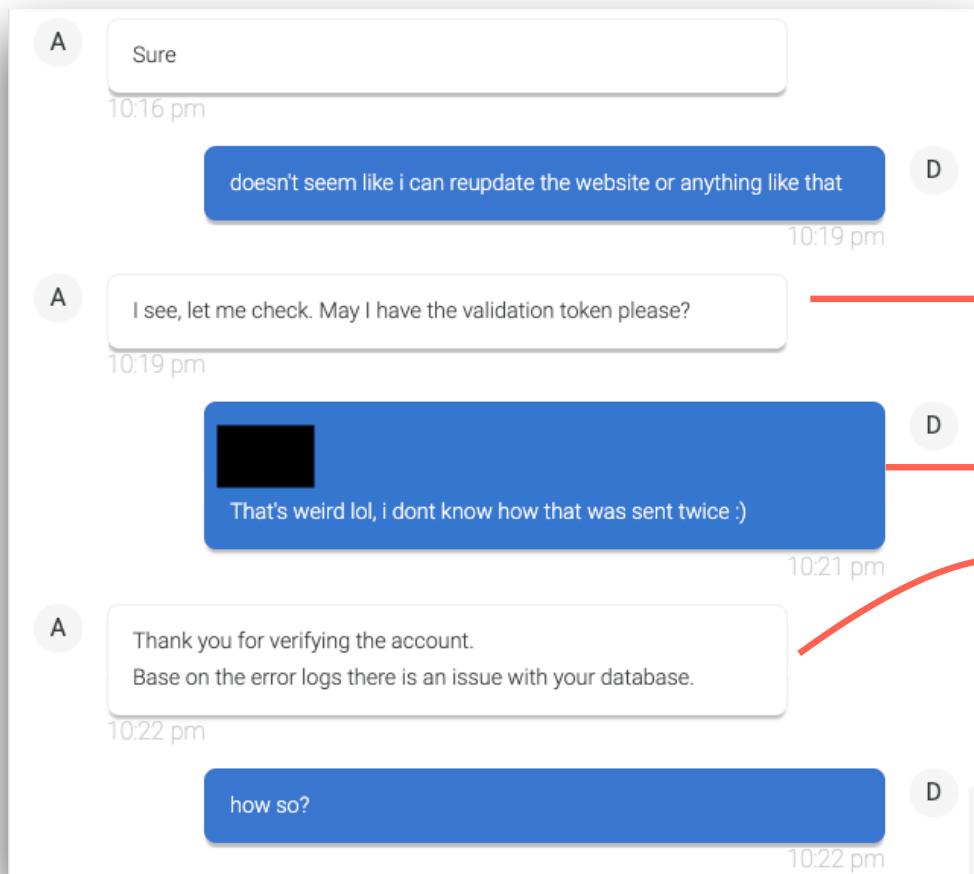 A
Sure
10:16 pm
doesn't seem like i can reupdate the website or anything like that
D
10:19 pm
A
I see, let me check. May I have the validation token please?
10:19 pm
D
That's weird lol, i dont know how that was sent twice :)
10:21 pm
A
Thank you for verifying the account.
Base on the error logs there is an issue with your database.
10:22 pm
how so?
D
10:22 pm